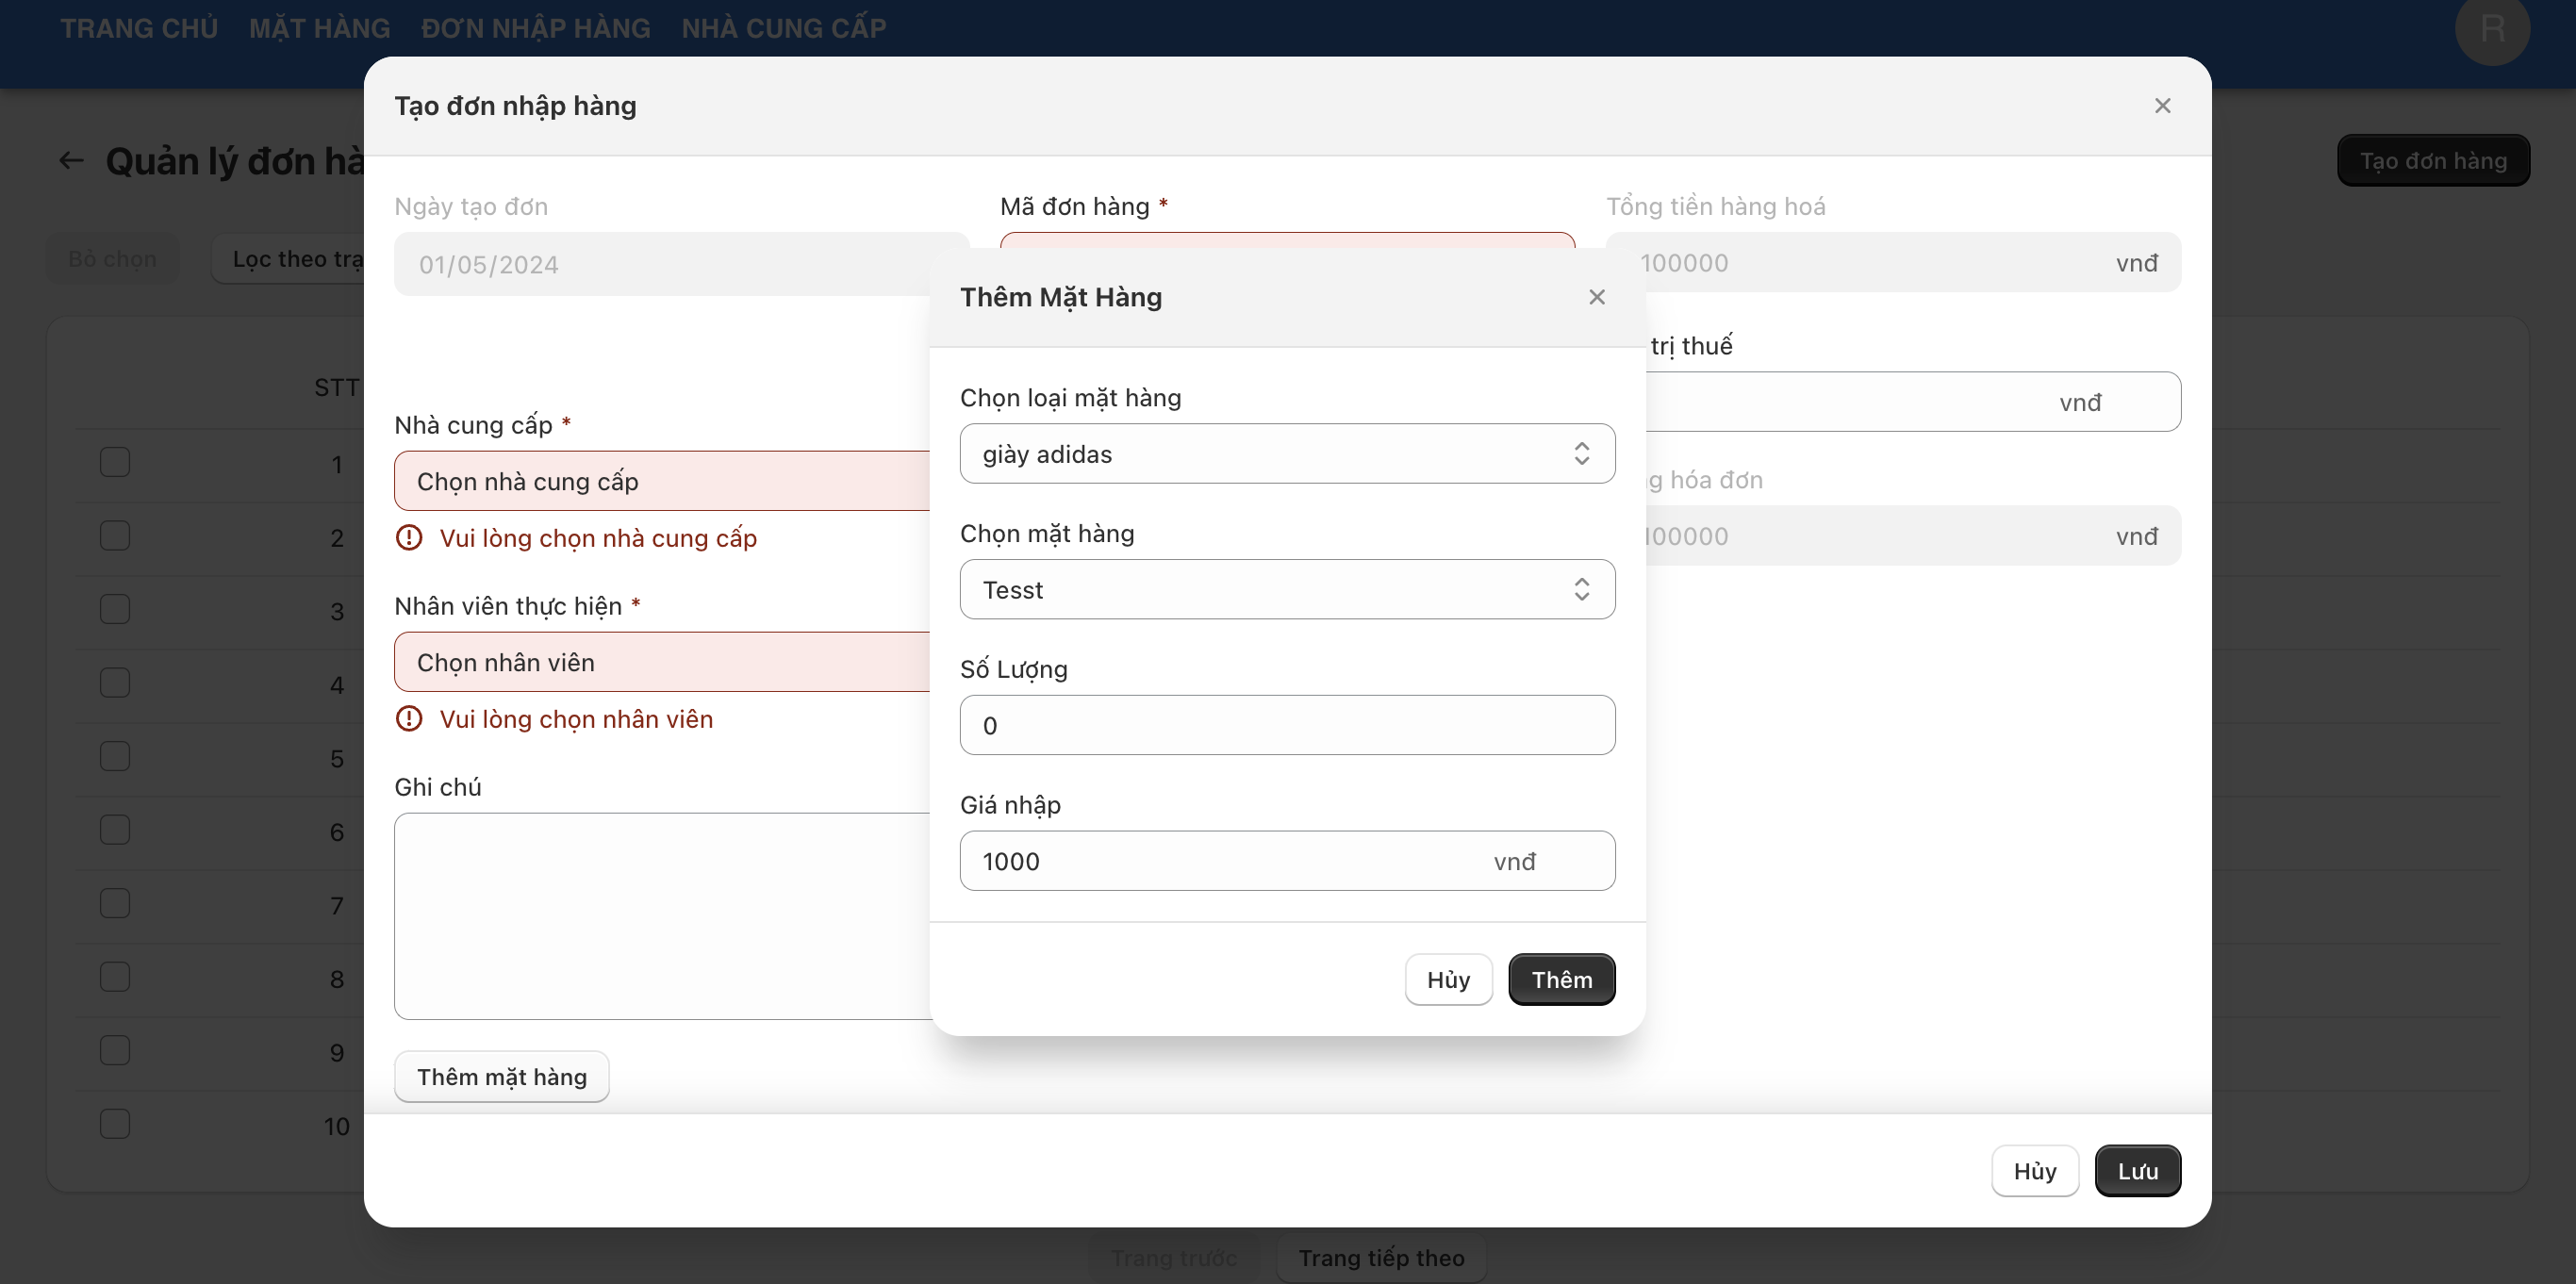 TRANG CHỦ MẶT HÀNG ĐƠN NHẬP HÀNG NHÀ CUNG CẤP R
Tạo đơn nhập hàng
Quản lý đơn hà
Tạo đơn hàng
Ngày tạo đơn
01/05/2024
Mã đơn hàng *
Tổng tiền hàng hoá
100000 vnđ
Bỏ chọn
Lọc theo trạ
Thêm Mặt Hàng
trị thuế
vnđ
STT
Nhà cung cấp *
Chọn nhà cung cấp
Vui lòng chọn nhà cung cấp
Chọn loại mặt hàng
giày adidas
g hóa đơn
100000 vnđ
Chọn mặt hàng
Tesst
Nhân viên thực hiện *
Chọn nhân viên
Vui lòng chọn nhân viên
Số Lượng
0
Ghi chú
Giá nhập
1000 vnđ
Hủy Thêm
Thêm mặt hàng
1
2
3
4
5
6
7
8
9
10
Hủy Lưu
Trang trước Trang tiếp theo